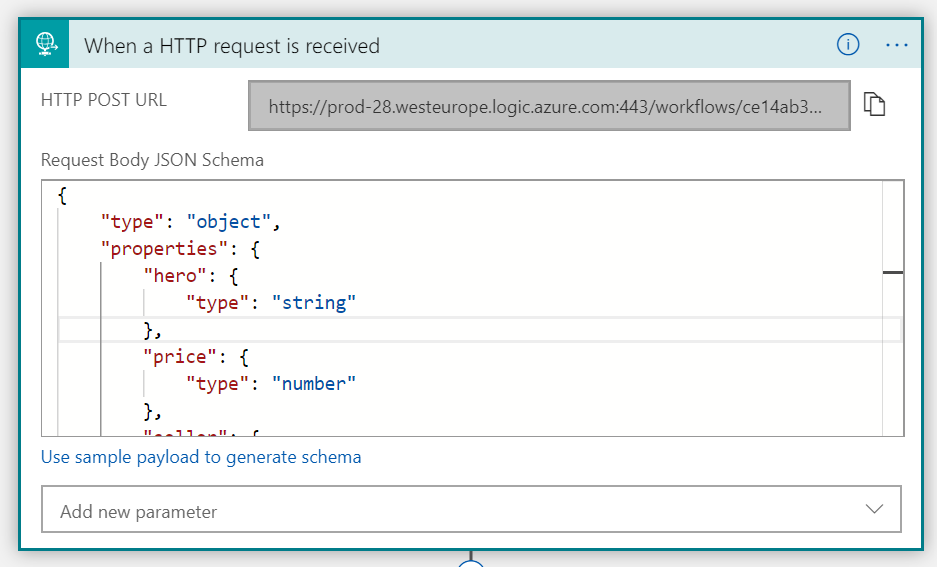 When a HTTP request is received
HTTP POST URL
https://prod-28.westeurope.logic.azure.com:443/workflows/ce14ab3...
Request Body JSON Schema
{
"type": "object",
"properties": {
"hero": {
"type": "string"
},
"price": {
"type": "number"
},
Use sample payload to generate schema
Add new parameter